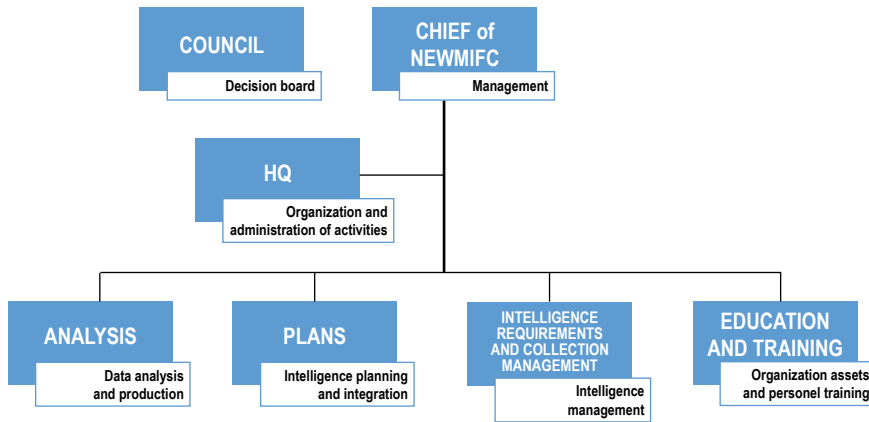 COUNCIL
Decision board
CHIEF of
NEWMIFC
Management
HQ
Organization and
administration of activities
ANALYSIS
Data analysis
and production
PLANS
Intelligence planning
and integration
INTELLIGENCE
REQUIREMENTS
AND COLLECTION
MANAGEMENT
Intelligence
management
EDUCATION
AND TRAINING
Organization assets
and personel training